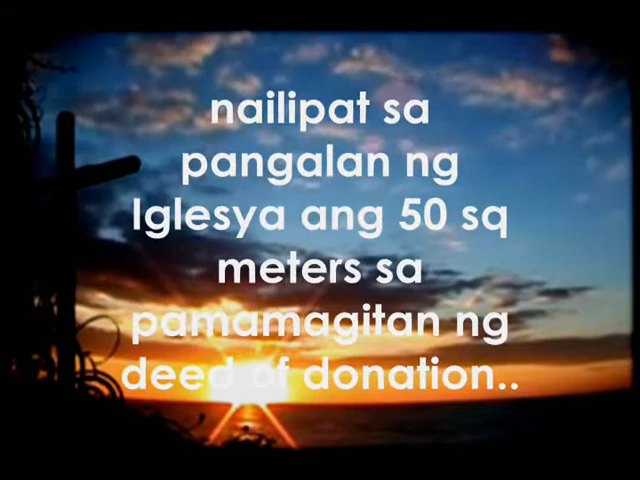 nailipat sa
pangalan ng
Iglesya ang 50 sq
meters sa
pamamagitan ng
deed of donation..